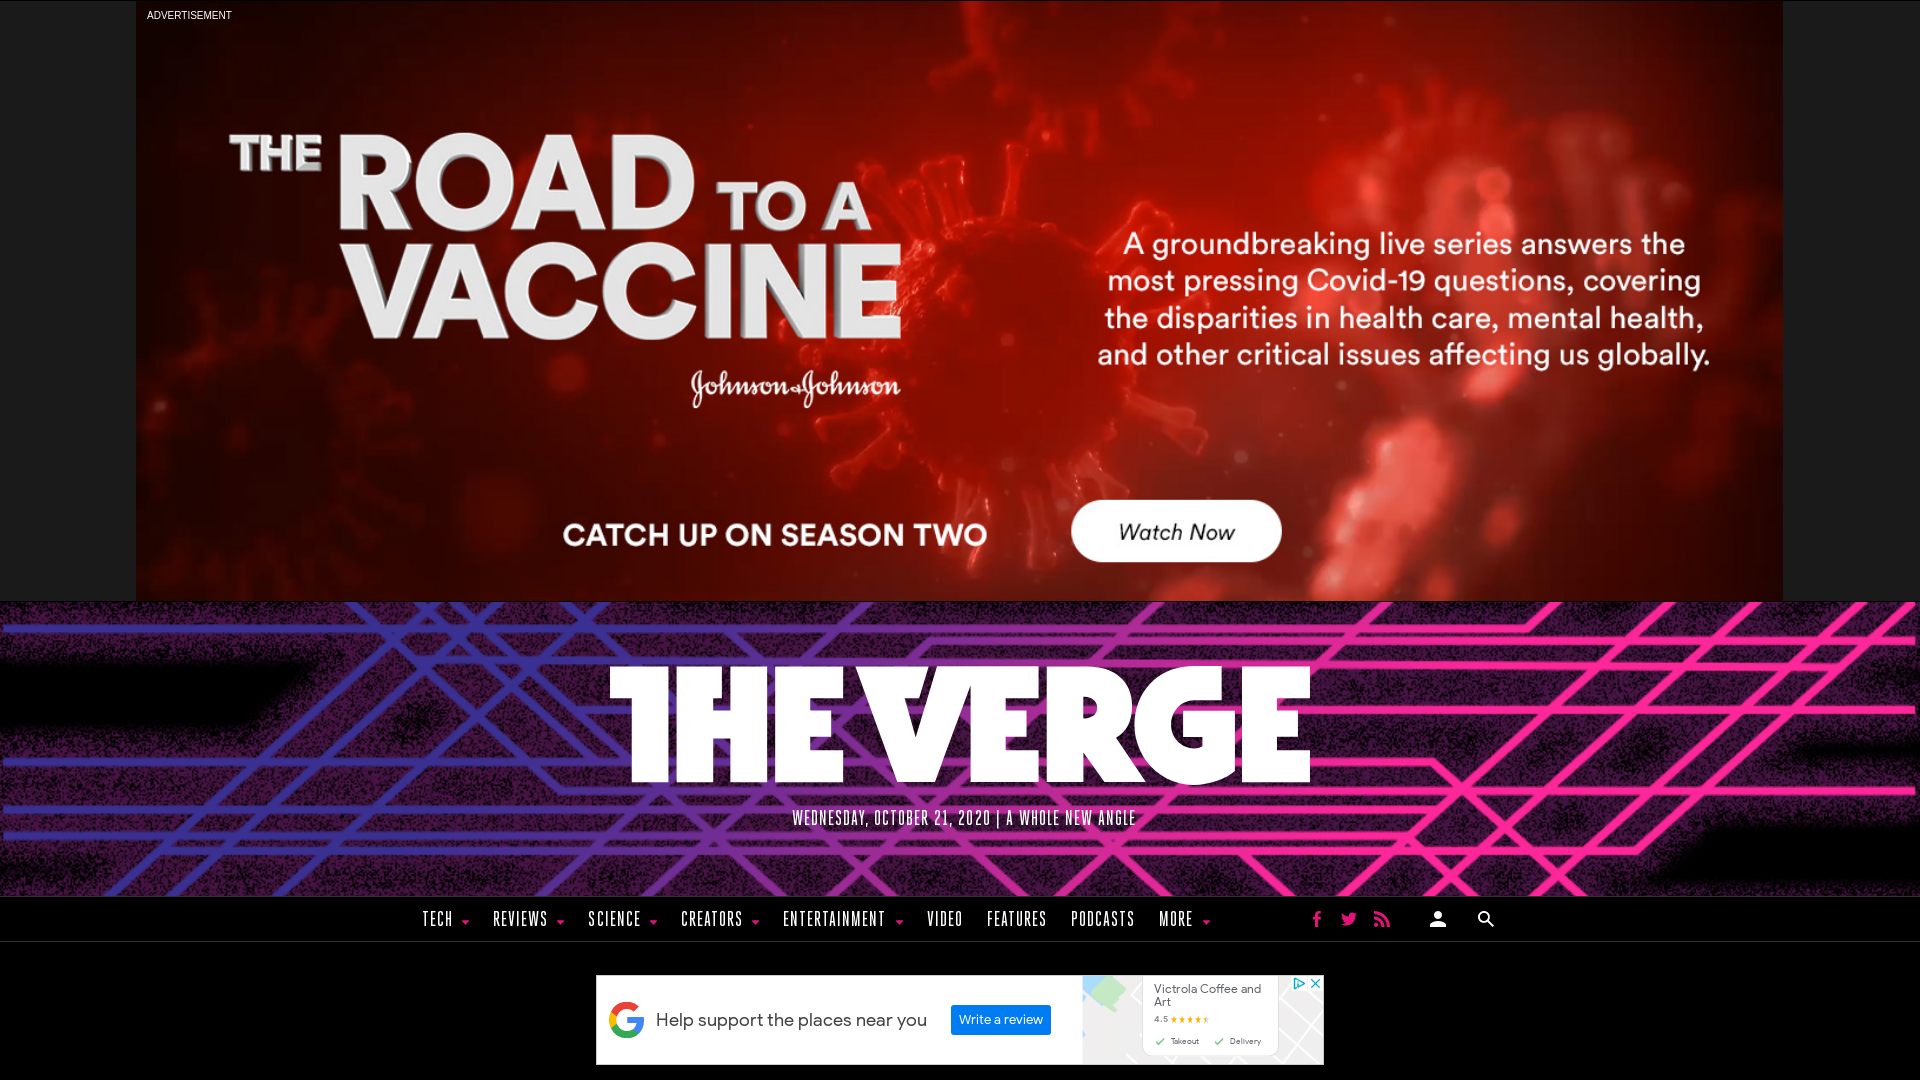 ADVERTISEMENT
THE ROAD TO A
VACCINE
Johnson & Johnson
A groundbreaking live series answers the
most pressing Covid-19 questions, covering
the disparities in health care, mental health,
and other critical issues affecting us globally.
CATCH UP ON SEASON TWO
Watch Now
THE VERGE
WEDNESDAY, OCTOBER 21, 2020 | A WHOLE NEW ANGLE
TECH REVIEWS SCIENCE CREATORS ENTERTAINMENT VIDEO FEATURES PODCASTS MORE
Help support the places near you
Write a review
Victrola Coffee and
Art
4.5
Takeout Delivery